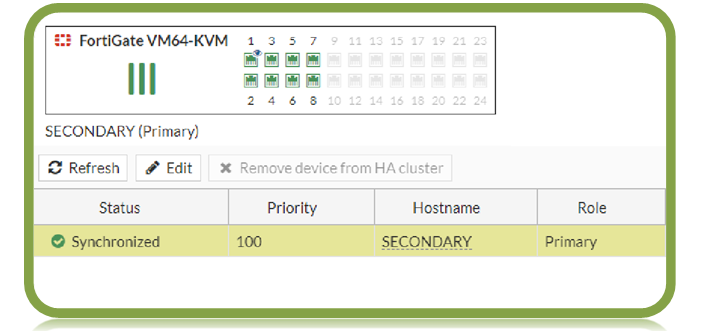 FortiGate VM64-KVM
1 3 5 7 9 11 13 15 17 19 21 23
2 4 6 8 10 12 14 16 18 20 22 24
SECONDARY (Primary)
Refresh Edit Remove device from HA cluster
Status Priority Hostname Role
Synchronized 100 SECONDARY Primary